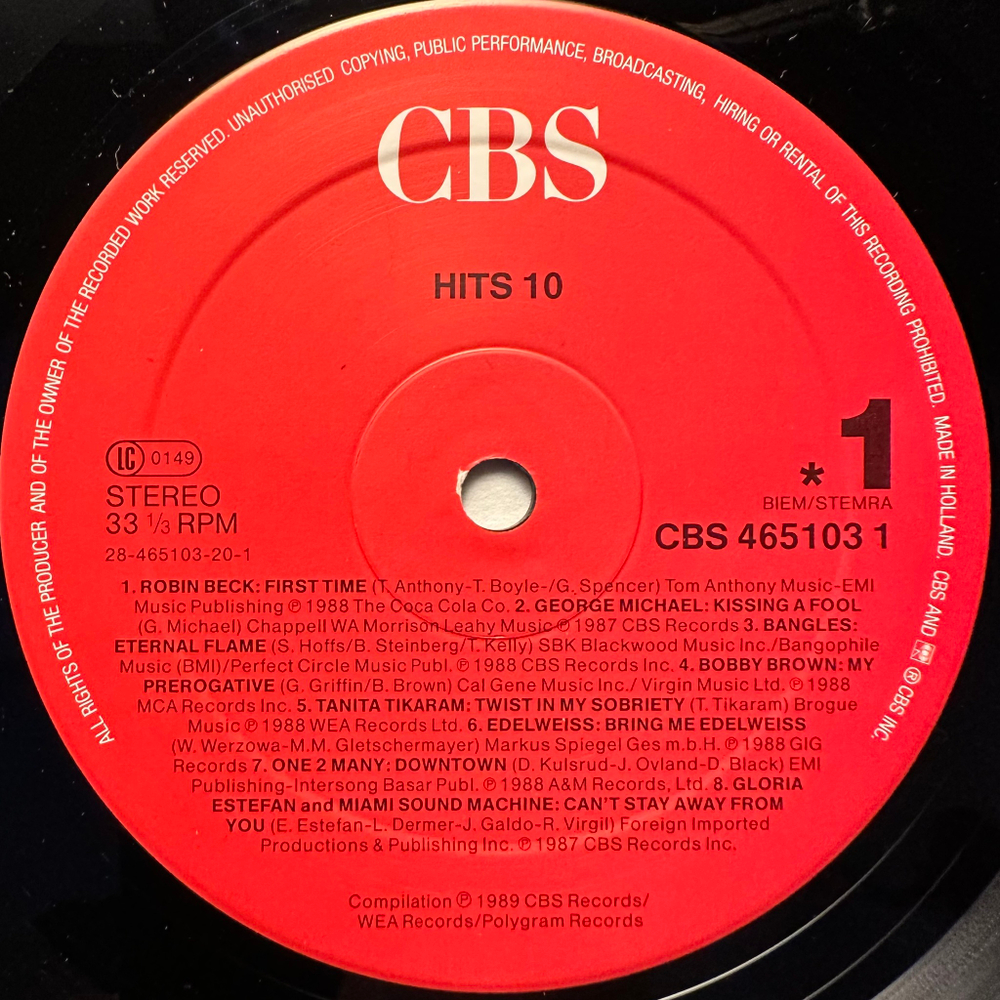 ALL RIGHTS OF THE PRODUCER AND OF THE OWNER OF THE RECORDED WORK RESERVED. UNAUTHORISED COPYING, PUBLIC PERFORMANCE, BROADCASTING, HIRING OR RENTAL OF THIS RECORDING PROHIBITED. MADE IN HOLLAND. CBS AND ® CBS INC.
CBS
HITS 10
LC 0149
STEREO
33 ⅓ RPM
28-465103-20-1
* 1
BIEM/STEMRA
CBS 465103 1
1. ROBIN BECK: FIRST TIME (T. Anthony-T. Boyle-/G. Spencer) Tom Anthony Music-EMI
Music Publishing ℗ 1988 The Coca Cola Co. 2. GEORGE MICHAEL: KISSING A FOOL
(G. Michael) Chappell WA Morrison Leahy Music ℗ 1987 CBS Records 3. BANGLES:
ETERNAL FLAME (S. Hoffs/B. Steinberg/T. Kelly) SBK Blackwood Music Inc./Bangophile
Music (BMI)/Perfect Circle Music Publ. ℗ 1988 CBS Records Inc. 4. BOBBY BROWN: MY
PREROGATIVE (G. Griffin/B. Brown) Cal Gene Music Inc./ Virgin Music Ltd. ℗ 1988
MCA Records Inc. 5. TANITA TIKARAM: TWIST IN MY SOBRIETY (T. Tikaram) Brogue
Music ℗ 1988 WEA Records Ltd. 6. EDELWEISS: BRING ME EDELWEISS
(W. Werzowa-M.M. Gletschermayer) Markus Spiegel Ges m.b.H. ℗ 1988 GIG
Records 7. ONE 2 MANY: DOWNTOWN (D. Kulsrud-J. Ovland-D. Black) EMI
Publishing-Intersong Basar Publ. ℗ 1988 A&M Records, Ltd. 8. GLORIA
ESTEFAN and MIAMI SOUND MACHINE: CAN'T STAY AWAY FROM
YOU (E. Estefan-L. Dermer-J. Galdo-R. Virgil) Foreign Imported
Productions & Publishing Inc. ℗ 1987 CBS Records Inc.
Compilation ℗ 1989 CBS Records/
WEA Records/Polygram Records